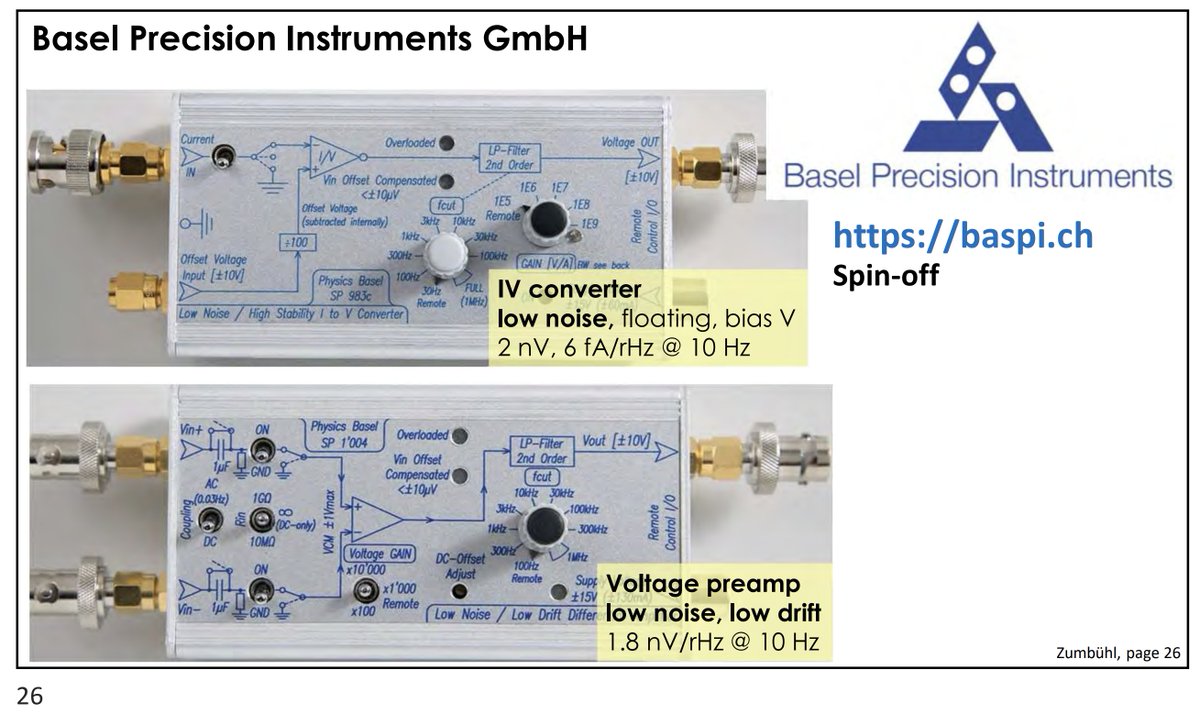 Basel Precision Instruments GmbH
Basel Precision Instruments
https://baspi.ch
Spin-off
Current
IN
I/V
Overloaded
Vin Offset Compensated
<±10µV
LP-Filter
2nd Order
Voltage OUT
[±10V]
Offset Voltage
(subtracted internally)
÷100
Offset Voltage
Input [±10V]
Physics Basel
SP 983c
Low Noise / High Stability I to V Converter
fcut
Remote
30Hz
100Hz
300Hz
1kHz
3kHz
10kHz
30kHz
100kHz
FULL
(1MHz)
Remote
1E5
1E6
1E7
1E8
1E9
GAIN [V/A] BW see back
Remote
Control I/O
IV converter
low noise, floating, bias V
2 nV, 6 fA/rHz @ 10 Hz
Vin+
1µF
ON
GND
Physics Basel
SP 1'004
Overloaded
Vin Offset
Compensated
<±10µV
LP-Filter
2nd Order
Vout [±10V]
AC
(0.03Hz)
Coupling
DC
1GΩ
Rin
∞
(DC-only)
10MΩ
VCM ±1Vmax
+
−
Voltage GAIN
x10'000
x1'000
Remote
x100
DC-Offset
Adjust
fcut
Remote
100Hz
300Hz
1kHz
3kHz
10kHz
30kHz
100kHz
300kHz
1MHz
Remote
Control I/O
Vin−
1µF
ON
GND
±15V (±130mA)
Low Noise / Low Drift
Voltage preamp
low noise, low drift
1.8 nV/rHz @ 10 Hz
Zumbühl, page 26
26